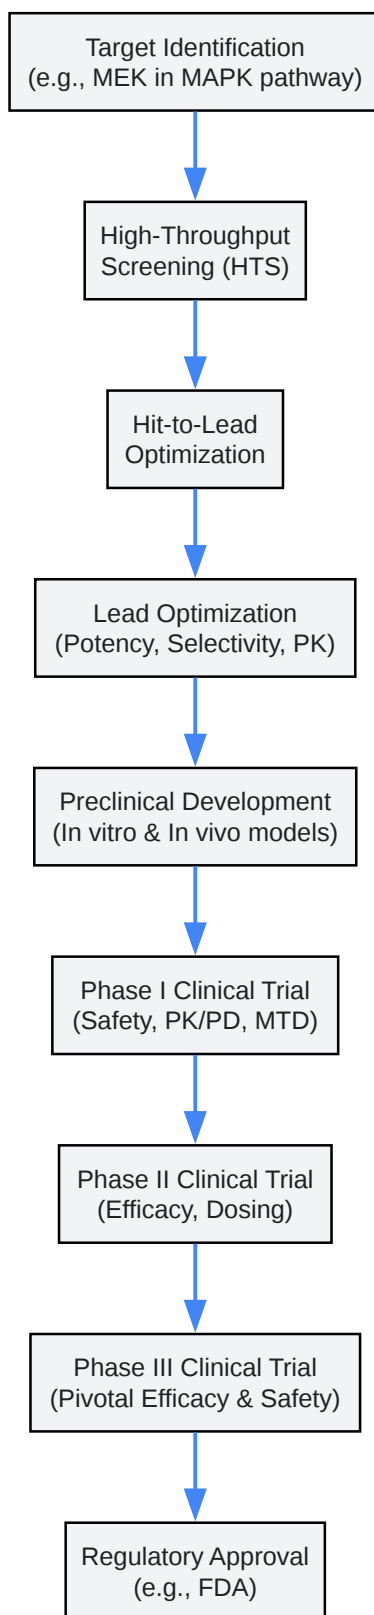 Target Identification
(e.g., MEK in MAPK pathway)
High-Throughput
Screening (HTS)
Hit-to-Lead
Optimization
Lead Optimization
(Potency, Selectivity, PK)
Preclinical Development
(In vitro & In vivo models)
Phase I Clinical Trial
(Safety, PK/PD, MTD)
Phase II Clinical Trial
(Efficacy, Dosing)
Phase III Clinical Trial
(Pivotal Efficacy & Safety)
Regulatory Approval
(e.g., FDA)